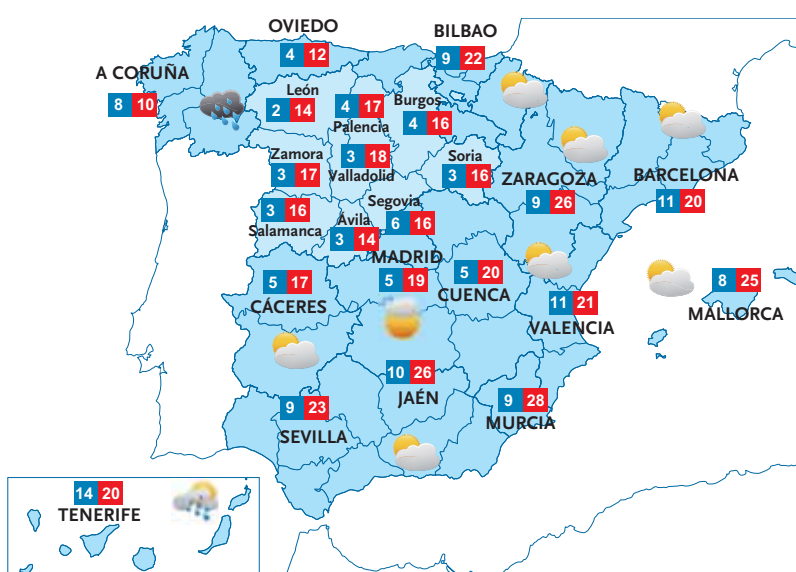 OVIEDO
4 12
BILBAO
9 22
A CORUÑA
8 10
León
2 14
4 17
Palencia
Burgos
4 16
Zamora
3 17
3 18
Valladolid
Soria
3 16
ZARAGOZA
9 26
BARCELONA
11 20
3 16
Salamanca
Ávila
3 14
Segovia
6 16
MADRID
5 19
5 20
CUENCA
5 17
CÁCERES
11 21
VALENCIA
8 25
MALLORCA
10 26
JAÉN
9 28
MURCIA
9 23
SEVILLA
14 20
TENERIFE